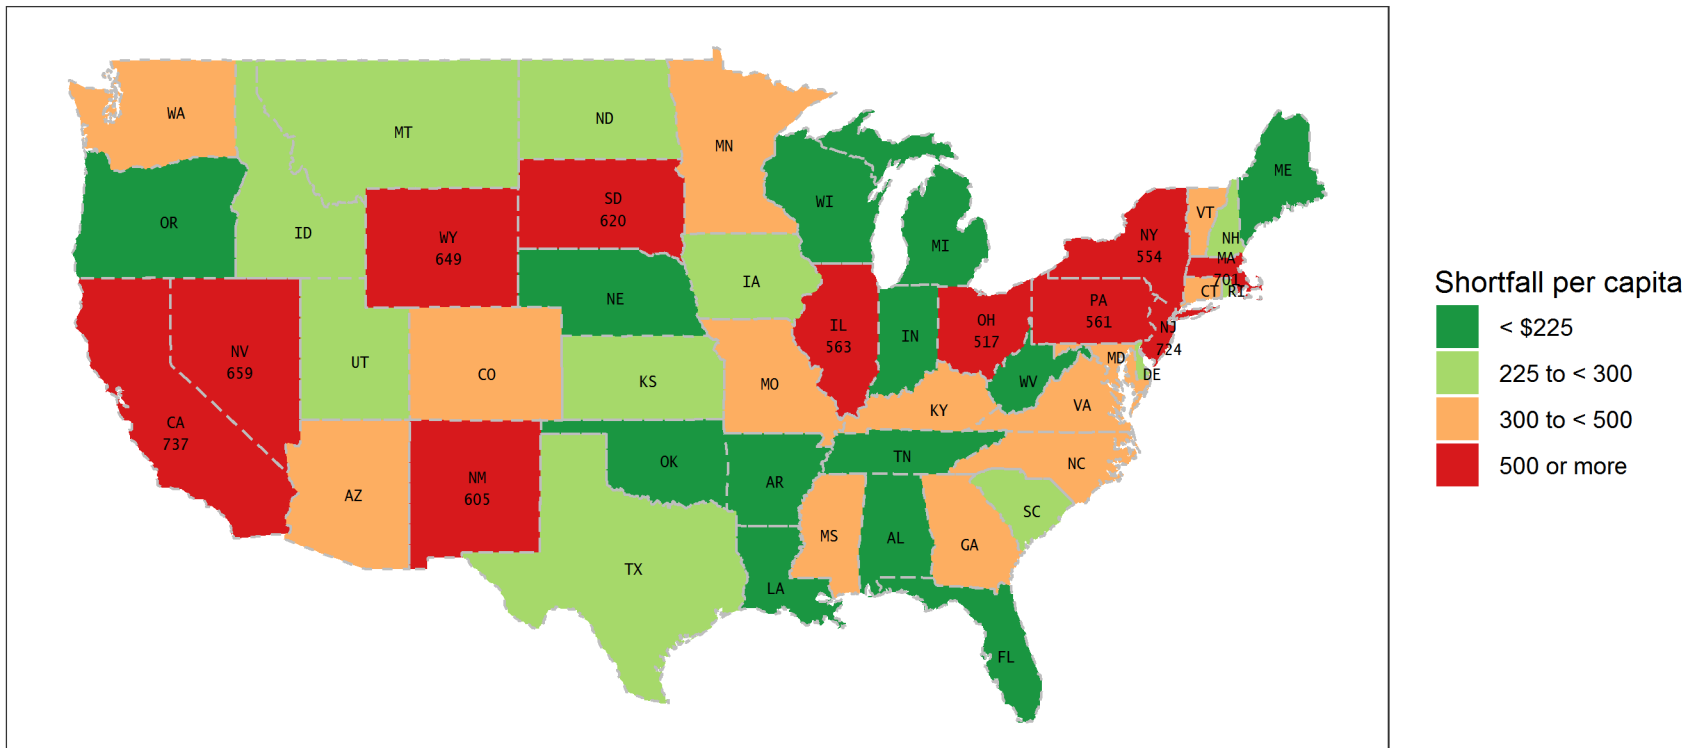 Shortfall per capita
< $225
225 to < 300
300 to < 500
500 or more
WA
MT
ND
MN
OR
ID
WY
649
SD
620
WI
MI
ME
VT
NH
NY
554
MA
701
CT
RI
NE
IA
NV
659
UT
CO
KS
MO
IL
563
IN
OH
517
PA
561
NJ
724
MD
DE
WV
VA
KY
CA
737
AZ
NM
605
OK
AR
TN
NC
SC
MS
AL
GA
TX
LA
FL